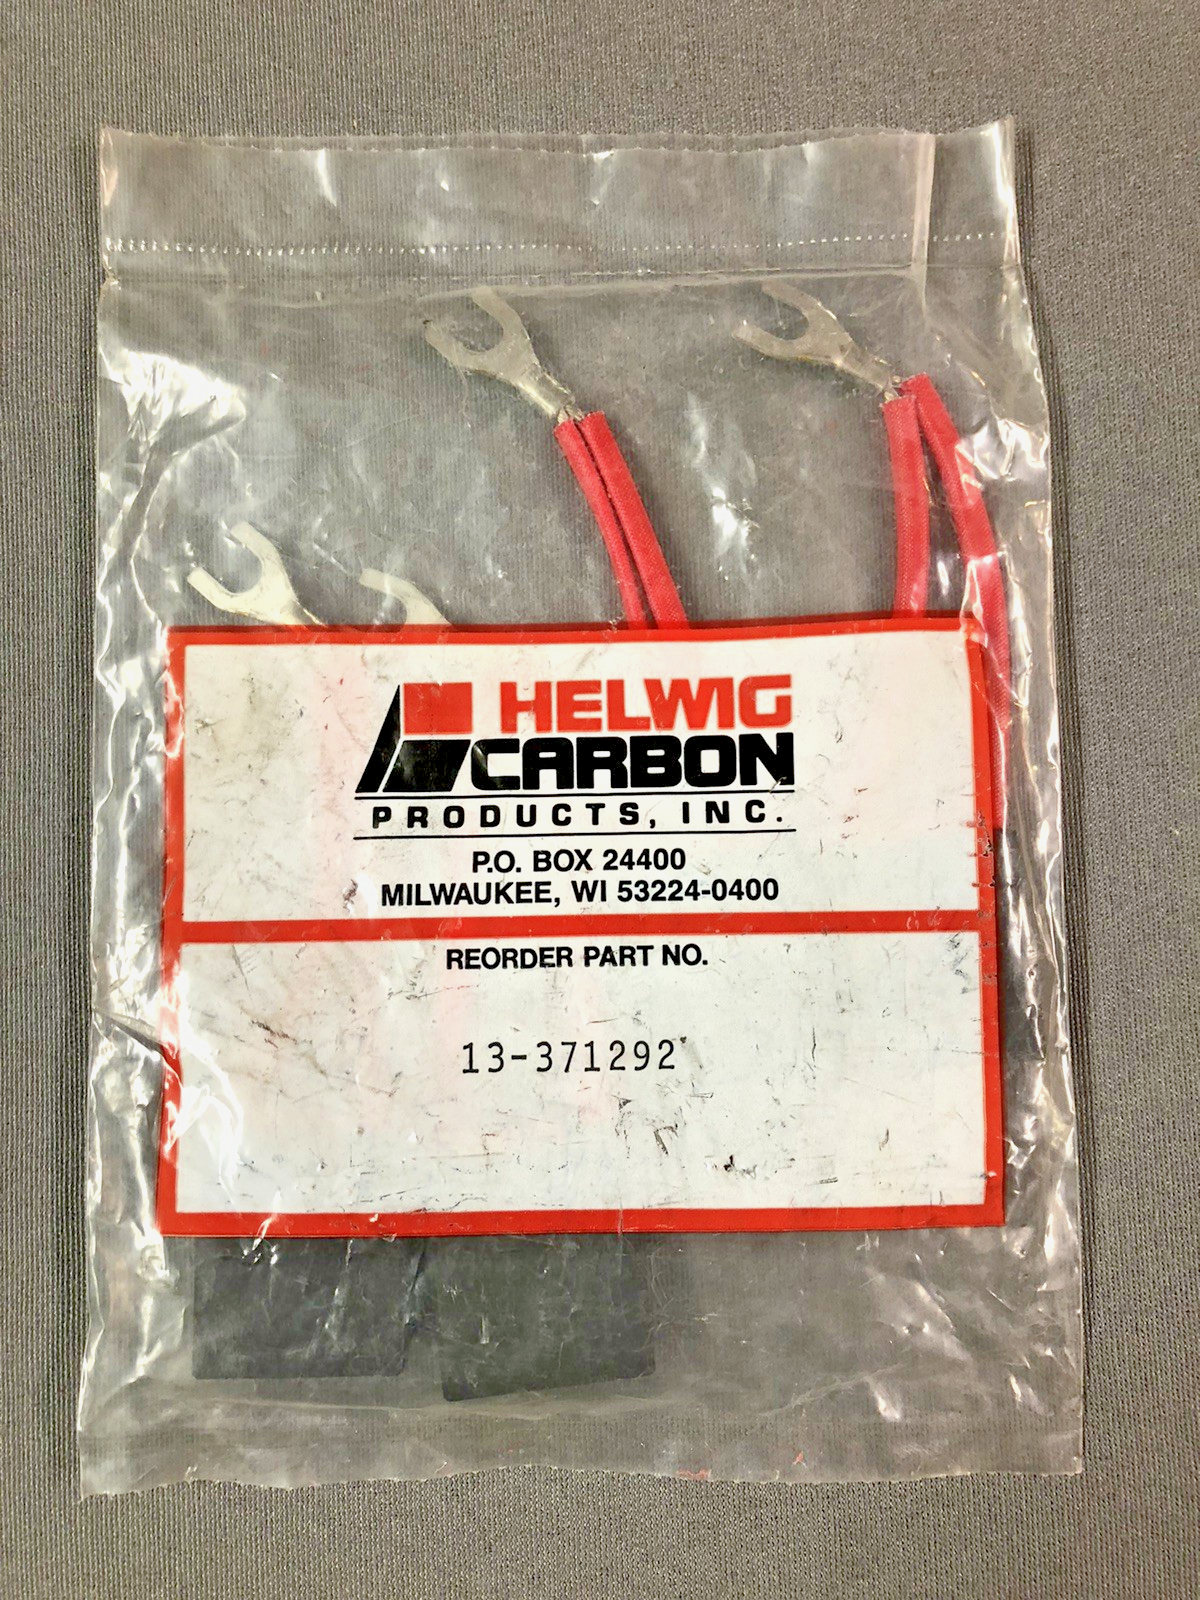 HELWIG
CARBON
PRODUCTS, INC.
P.O. BOX 24400
MILWAUKEE, WI 53224-0400
REORDER PART NO.
13-371292